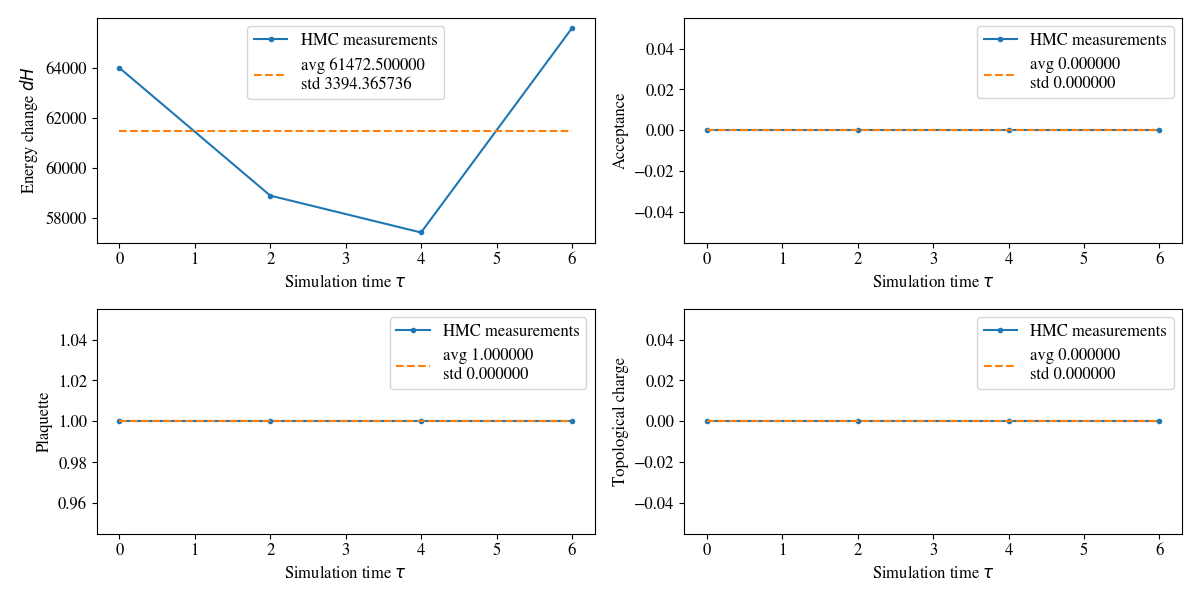 HMC measurements
avg 61472.500000
std 3394.365736
Energy change dH
64000
62000
60000
58000
0 1 2 3 4 5 6
Simulation time τ
HMC measurements
avg 0.000000
std 0.000000
Acceptance
0.04
0.02
0.00
−0.02
−0.04
0 1 2 3 4 5 6
Simulation time τ
HMC measurements
avg 1.000000
std 0.000000
Plaquette
1.04
1.02
1.00
0.98
0.96
0 1 2 3 4 5 6
Simulation time τ
HMC measurements
avg 0.000000
std 0.000000
Topological charge
0.04
0.02
0.00
−0.02
−0.04
0 1 2 3 4 5 6
Simulation time τ